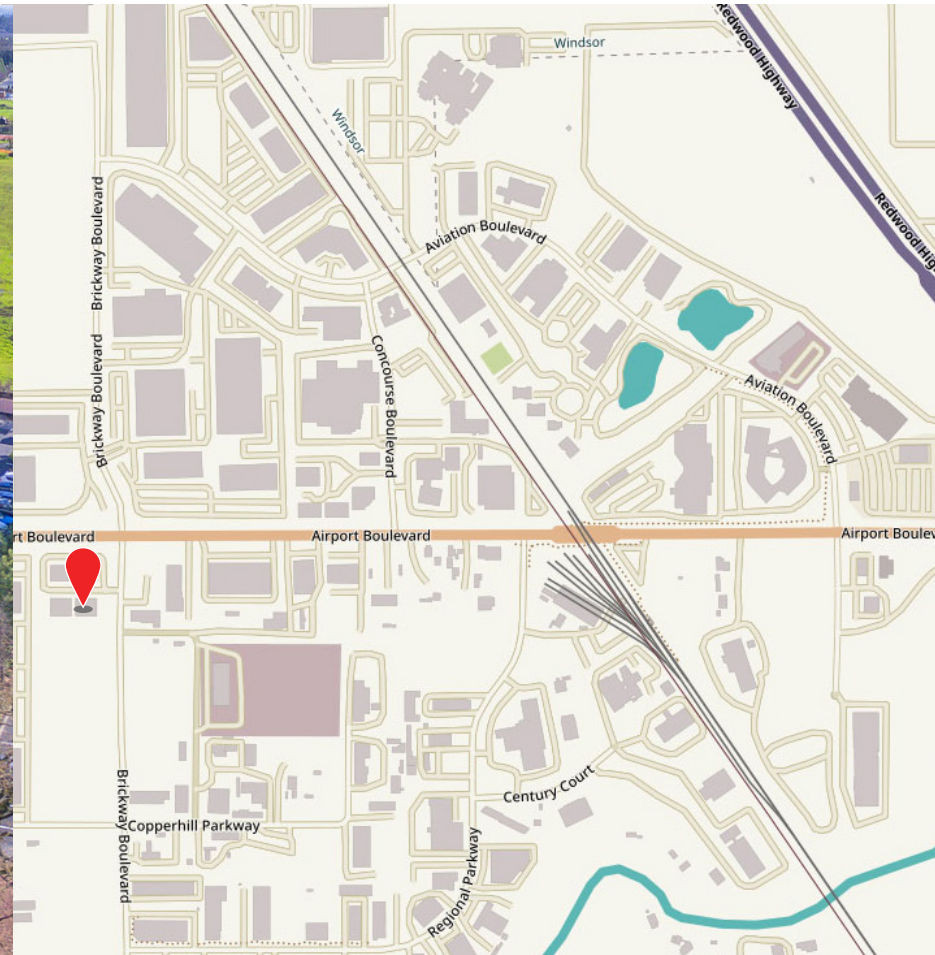 Redwood Highway
Windsor
Windsor
Redwood Hig
Brickway Boulevard
Aviation Boulevard
Brickway Boulevard
Concourse Boulevard
Aviation Boulevard
rt Boulevard
Airport Boulevard
Airport Boulev
Brickway Boulevard
Century Court
Copperhill Parkway
Regional Parkway